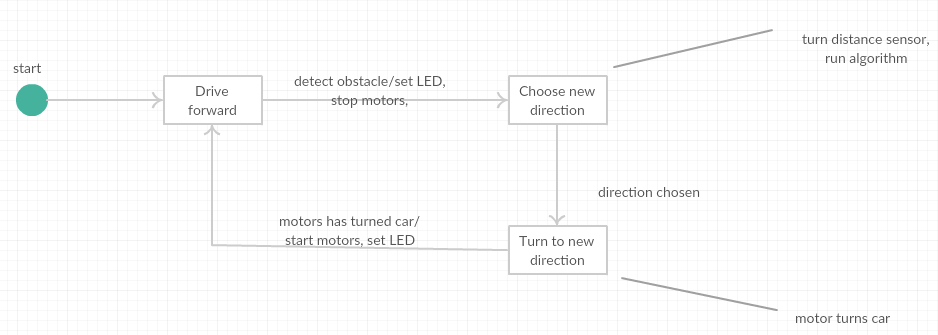 turn distance sensor,
run algorithm
start
detect obstacle/set LED,
stop motors,
Drive
forward
Choose new
direction
direction chosen
motors has turned car/
start motors, set LED
Turn to new
direction
motor turns car